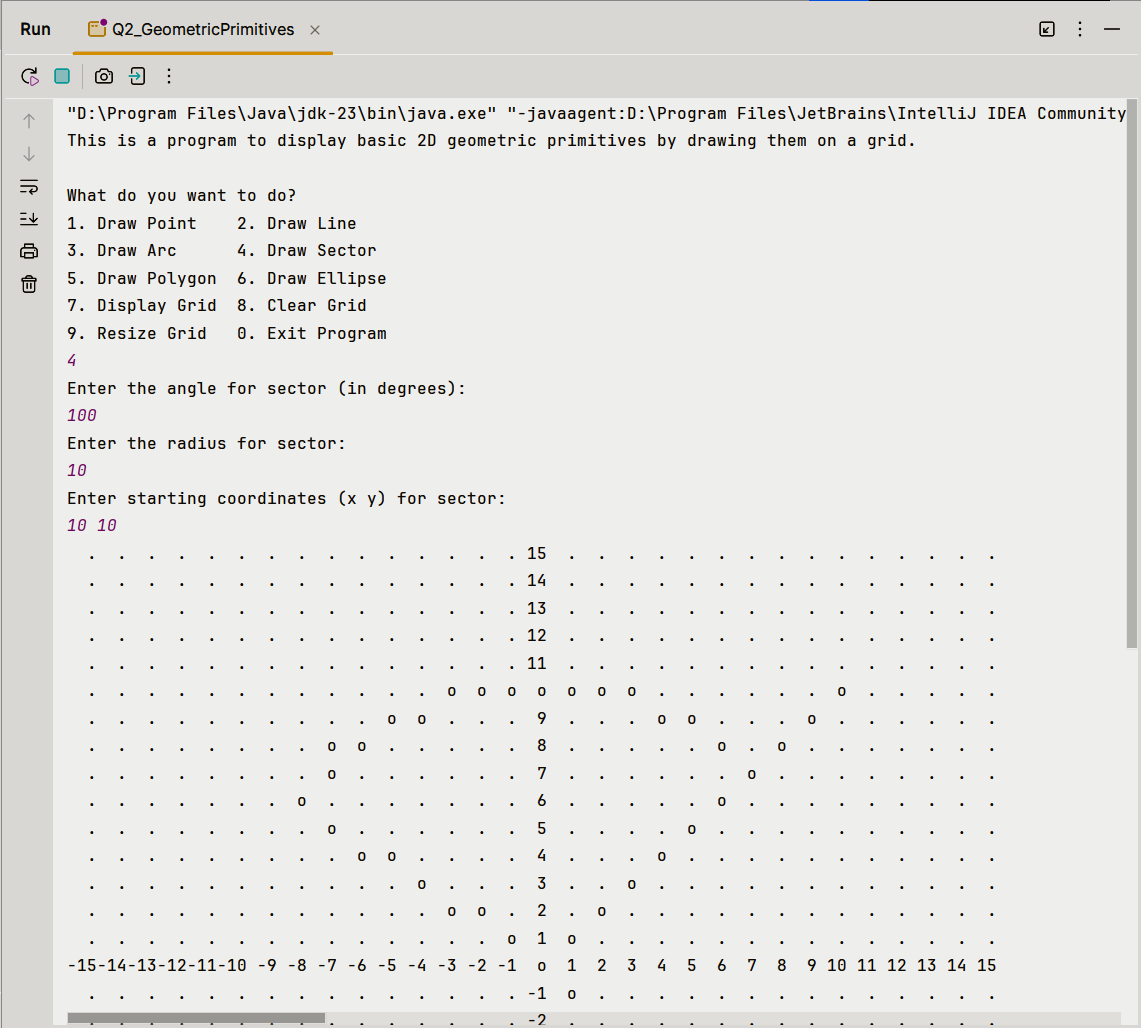 Run Q2_GeometricPrimitives
"D:\Program Files\Java\jdk-23\bin\java.exe" "-javaagent:D:\Program Files\JetBrains\IntelliJ IDEA Community
This is a program to display basic 2D geometric primitives by drawing them on a grid.
What do you want to do?
1. Draw Point    2. Draw Line
3. Draw Arc      4. Draw Sector
5. Draw Polygon  6. Draw Ellipse
7. Display Grid  8. Clear Grid
9. Resize Grid   0. Exit Program
4
Enter the angle for sector (in degrees):
100
Enter the radius for sector:
10
Enter starting coordinates (x y) for sector:
10 10
. . . . . . . . . . . . . . . 15 . . . . . . . . . . . . . . .
. . . . . . . . . . . . . . . 14 . . . . . . . . . . . . . . .
. . . . . . . . . . . . . . . 13 . . . . . . . . . . . . . . .
. . . . . . . . . . . . . . . 12 . . . . . . . . . . . . . . .
. . . . . . . . . . . . . . . 11 . . . . . . . . . . . . . . .
. . . . . . . . . . . . o o o o o o o . . . . . . o . . . . .
. . . . . . . . . . o o . . . 9 . . . o o . . . o . . . . . .
. . . . . . . . o o . . . . . 8 . . . . . o . o . . . . . . .
. . . . . . . . o . . . . . . 7 . . . . . . o . . . . . . . .
. . . . . . . o . . . . . . . 6 . . . . . o . . . . . . . . .
. . . . . . . . o . . . . . . 5 . . . . o . . . . . . . . . .
. . . . . . . . . o o . . . . 4 . . . o . . . . . . . . . . .
. . . . . . . . . . . o . . . 3 . . o . . . . . . . . . . . .
. . . . . . . . . . . . o o . 2 . o . . . . . . . . . . . . .
. . . . . . . . . . . . . . o 1 o . . . . . . . . . . . . . .
-15-14-13-12-11-10 -9 -8 -7 -6 -5 -4 -3 -2 -1  o  1  2  3  4  5  6  7  8  9 10 11 12 13 14 15
. . . . . . . . . . . . . . . -1 o . . . . . . . . . . . . . .
. . . . . . . . . . . . . . . -2 . . . . . . . . . . . . . . .